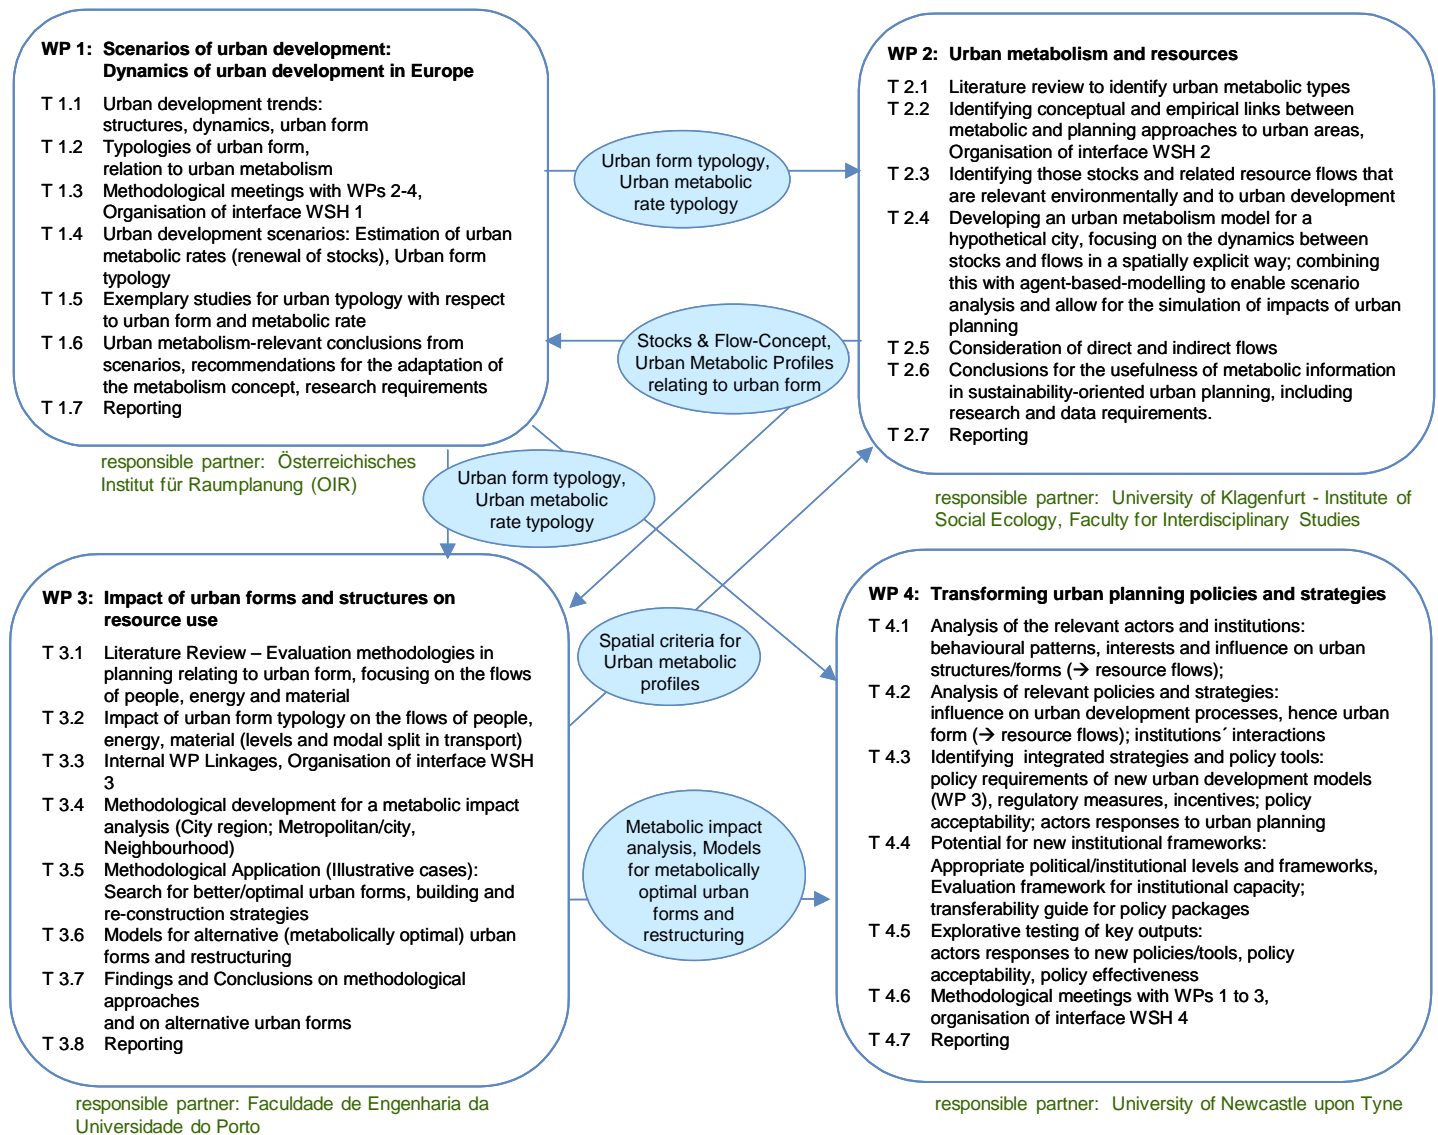 WP 1: Scenarios of urban development:
Dynamics of urban development in Europe
T 1.1 Urban development trends:
structures, dynamics, urban form
T 1.2 Typologies of urban form,
relation to urban metabolism
T 1.3 Methodological meetings with WPs 2-4,
Organisation of interface WSH 1
T 1.4 Urban development scenarios: Estimation of urban
metabolic rates (renewal of stocks), Urban form
typology
T 1.5 Exemplary studies for urban typology with respect
to urban form and metabolic rate
T 1.6 Urban metabolism-relevant conclusions from
scenarios, recommendations for the adaptation of
the metabolism concept, research requirements
T 1.7 Reporting
responsible partner: Österreichisches
Institut für Raumplanung (OIR)
Urban form typology,
Urban metabolic
rate typology
Stocks & Flow-Concept,
Urban Metabolic Profiles
relating to urban form
WP 2: Urban metabolism and resources
T 2.1 Literature review to identify urban metabolic types
T 2.2 Identifying conceptual and empirical links between
metabolic and planning approaches to urban areas,
Organisation of interface WSH 2
T 2.3 Identifying those stocks and related resource flows that
are relevant environmentally and to urban development
T 2.4 Developing an urban metabolism model for a
hypothetical city, focusing on the dynamics between
stocks and flows in a spatially explicit way; combining
this with agent-based-modelling to enable scenario
analysis and allow for the simulation of impacts of urban
planning
T 2.5 Consideration of direct and indirect flows
T 2.6 Conclusions for the usefulness of metabolic information
in sustainability-oriented urban planning, including
research and data requirements.
T 2.7 Reporting
responsible partner: University of Klagenfurt - Institute of
Social Ecology, Faculty for Interdisciplinary Studies
Urban form typology,
Urban metabolic
rate typology
Spatial criteria for
Urban metabolic
profiles
WP 3: Impact of urban forms and structures on
resource use
T 3.1 Literature Review – Evaluation methodologies in
planning relating to urban form, focusing on the flows
of people, energy and material
T 3.2 Impact of urban form typology on the flows of people,
energy, material (levels and modal split in transport)
T 3.3 Internal WP Linkages, Organisation of interface WSH
3
T 3.4 Methodological development for a metabolic impact
analysis (City region; Metropolitan/city,
Neighbourhood)
T 3.5 Methodological Application (Illustrative cases):
Search for better/optimal urban forms, building and
re-construction strategies
T 3.6 Models for alternative (metabolically optimal) urban
forms and restructuring
T 3.7 Findings and Conclusions on methodological
approaches
and on alternative urban forms
T 3.8 Reporting
responsible partner: Faculdade de Engenharia da
Universidade do Porto
Metabolic impact
analysis, Models
for metabolically
optimal urban
forms and
restructuring
WP 4: Transforming urban planning policies and strategies
T 4.1 Analysis of the relevant actors and institutions:
behavioural patterns, interests and influence on urban
structures/forms (→ resource flows);
T 4.2 Analysis of relevant policies and strategies:
influence on urban development processes, hence urban
form (→ resource flows); institutions´ interactions
T 4.3 Identifying integrated strategies and policy tools:
policy requirements of new urban development models
(WP 3), regulatory measures, incentives; policy
acceptability; actors responses to urban planning
T 4.4 Potential for new institutional frameworks:
Appropriate political/institutional levels and frameworks,
Evaluation framework for institutional capacity;
transferability guide for policy packages
T 4.5 Explorative testing of key outputs:
actors responses to new policies/tools, policy
acceptability, policy effectiveness
T 4.6 Methodological meetings with WPs 1 to 3,
organisation of interface WSH 4
T 4.7 Reporting
responsible partner: University of Newcastle upon Tyne